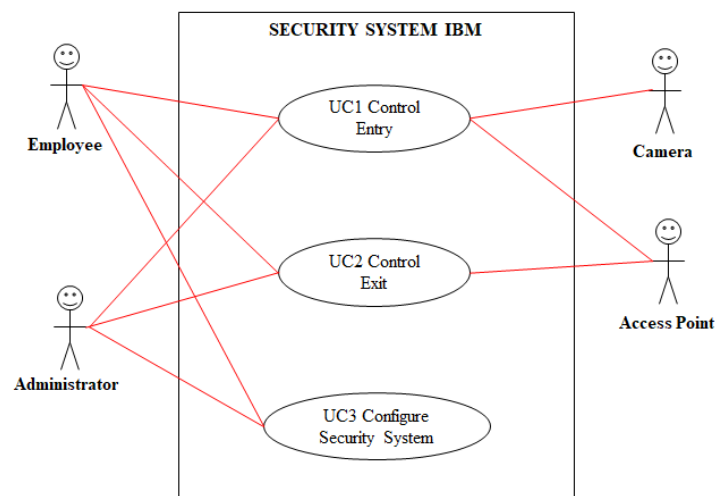 SECURITY SYSTEM IBM
UC1 Control
Entry
Employee
Camera
UC2 Control
Exit
Access Point
Administrator
UC3 Configure
Security System